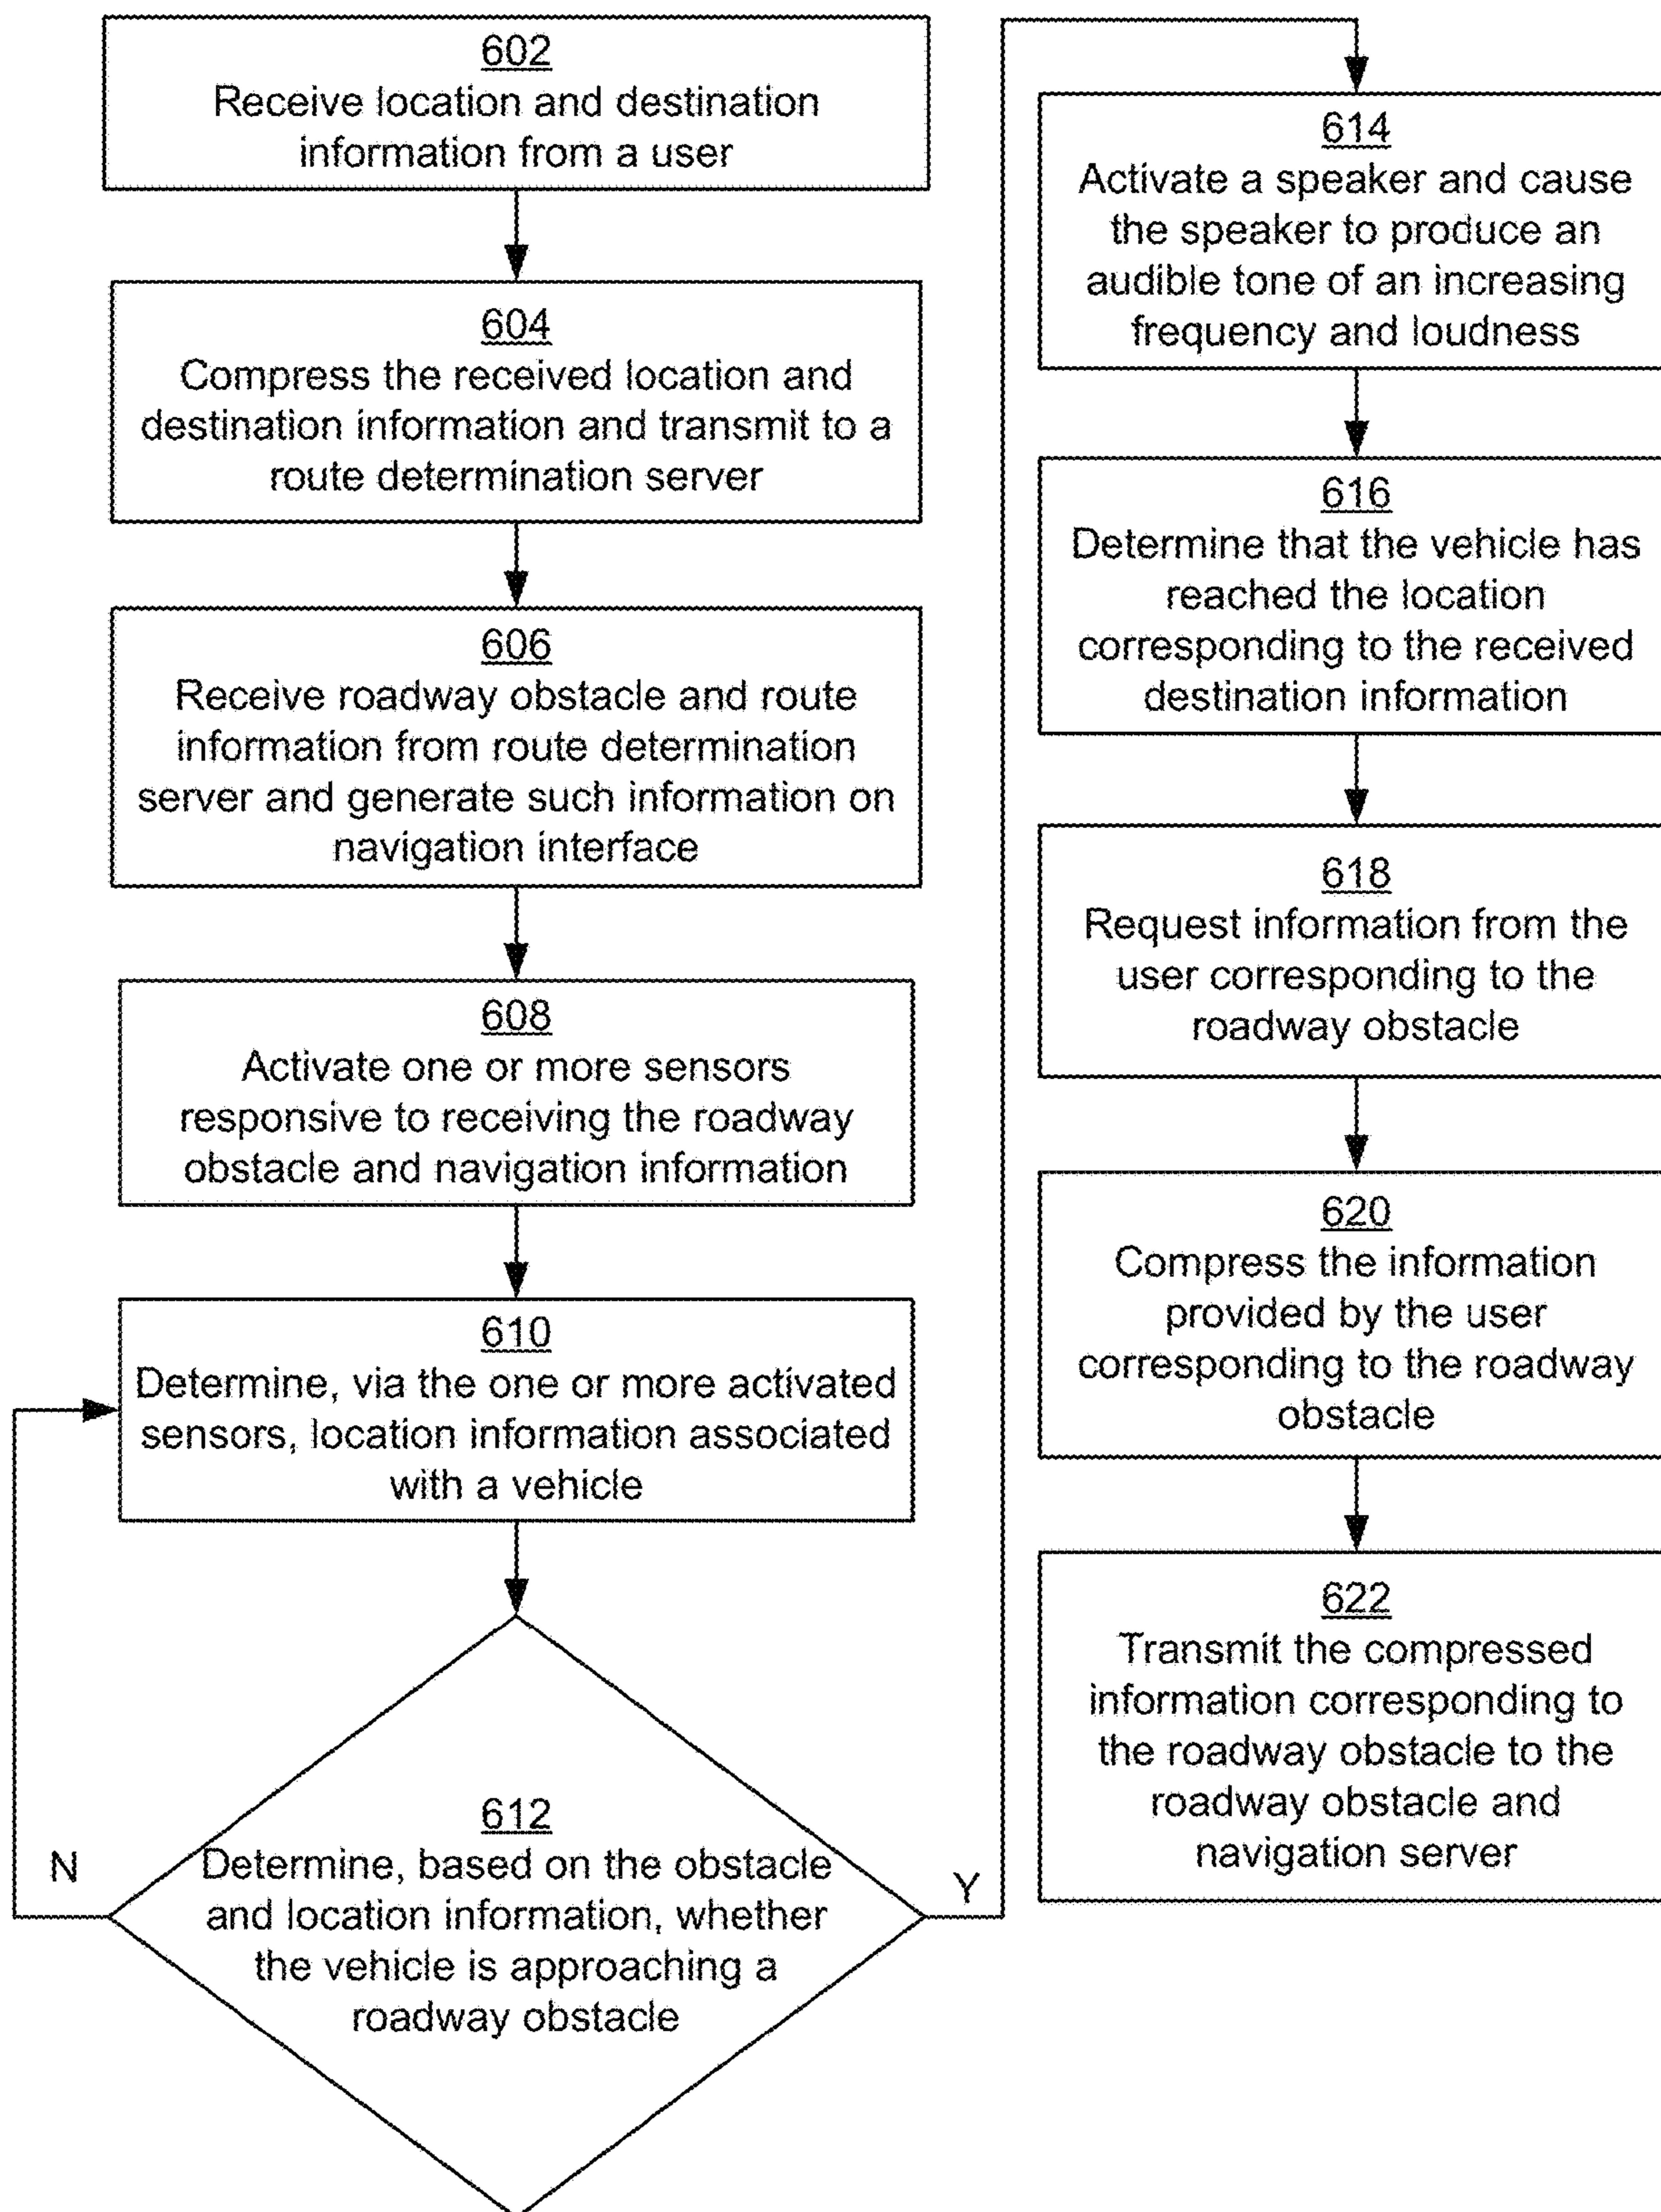 602
Receive location and destination
information from a user
604
Compress the received location and
destination information and transmit to a
route determination server
606
Receive roadway obstacle and route
information from route determination
server and generate such information on
navigation interface
608
Activate one or more sensors
responsive to receiving the roadway
obstacle and navigation information
610
Determine, via the one or more activated
sensors, location information associated
with a vehicle
612
Determine, based on the obstacle
and location information, whether
the vehicle is approaching a
roadway obstacle
N
Y
614
Activate a speaker and cause
the speaker to produce an
audible tone of an increasing
frequency and loudness
616
Determine that the vehicle has
reached the location
corresponding to the received
destination information
618
Request information from the
user corresponding to the
roadway obstacle
620
Compress the information
provided by the user
corresponding to the roadway
obstacle
622
Transmit the compressed
information corresponding to
the roadway obstacle to the
roadway obstacle and
navigation server